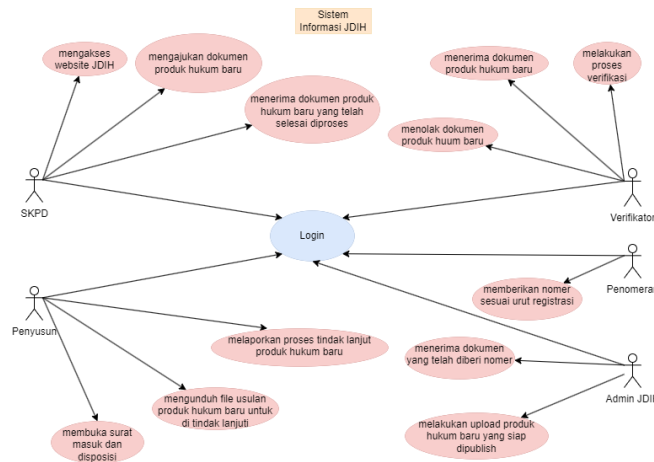 Sistem
Informasi JDIH
mengakses
website JDIH
mengajukan dokumen
produk hukum baru
menerima dokumen produk
hukum baru yang telah
selesai diproses
menerima dokumen
produk hukum baru
melakukan
proses
verifikasi
menolak dokumen
produk huum baru
SKPD
Verifikator
Login
Penyusun
Penomeran
memberikan nomer
sesuai urut registrasi
melaporkan proses tindak lanjut
produk hukum baru
menerima dokumen
yang telah diberi nomer
mengunduh file usulan
produk hukum baru untuk
di tindak lanjuti
membuka surat
masuk dan
disposisi
Admin JDIH
melakukan upload produk
hukum baru yang siap
dipublish